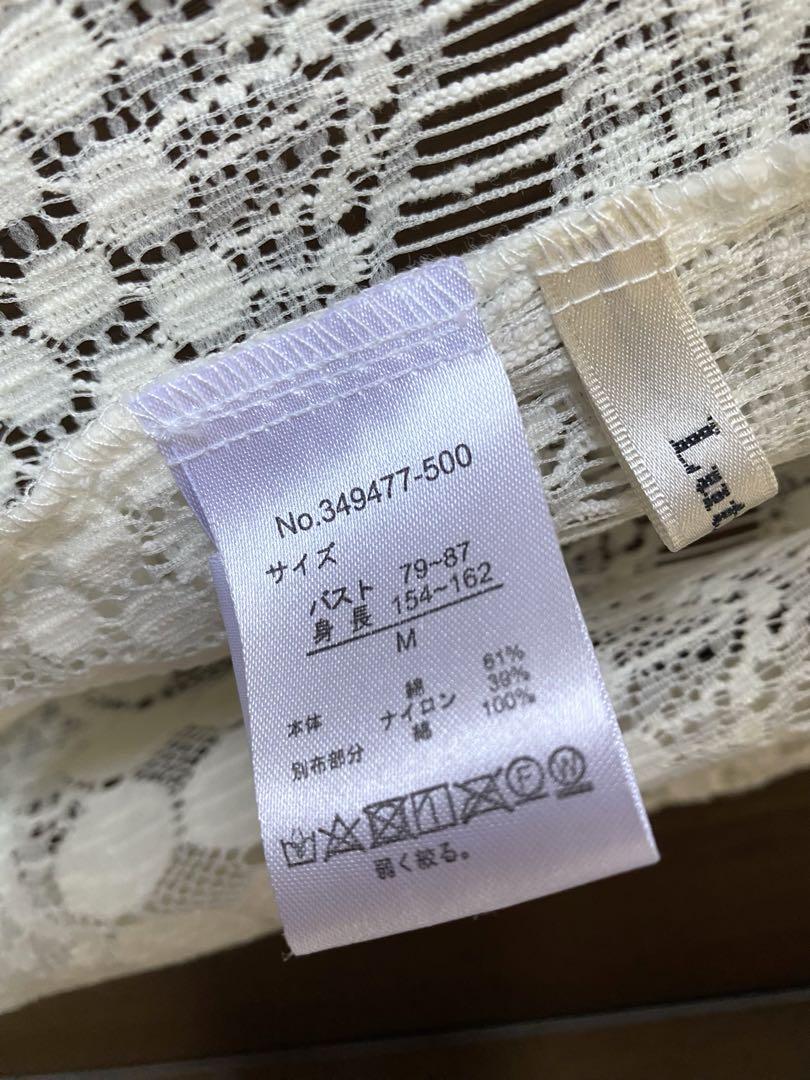 No.349477-500
サイズ
バスト 79~87
身長 154~162
M
本体 綿 61%
ナイロン 39%
別布部分 綿 100%
F W
弱く絞る。